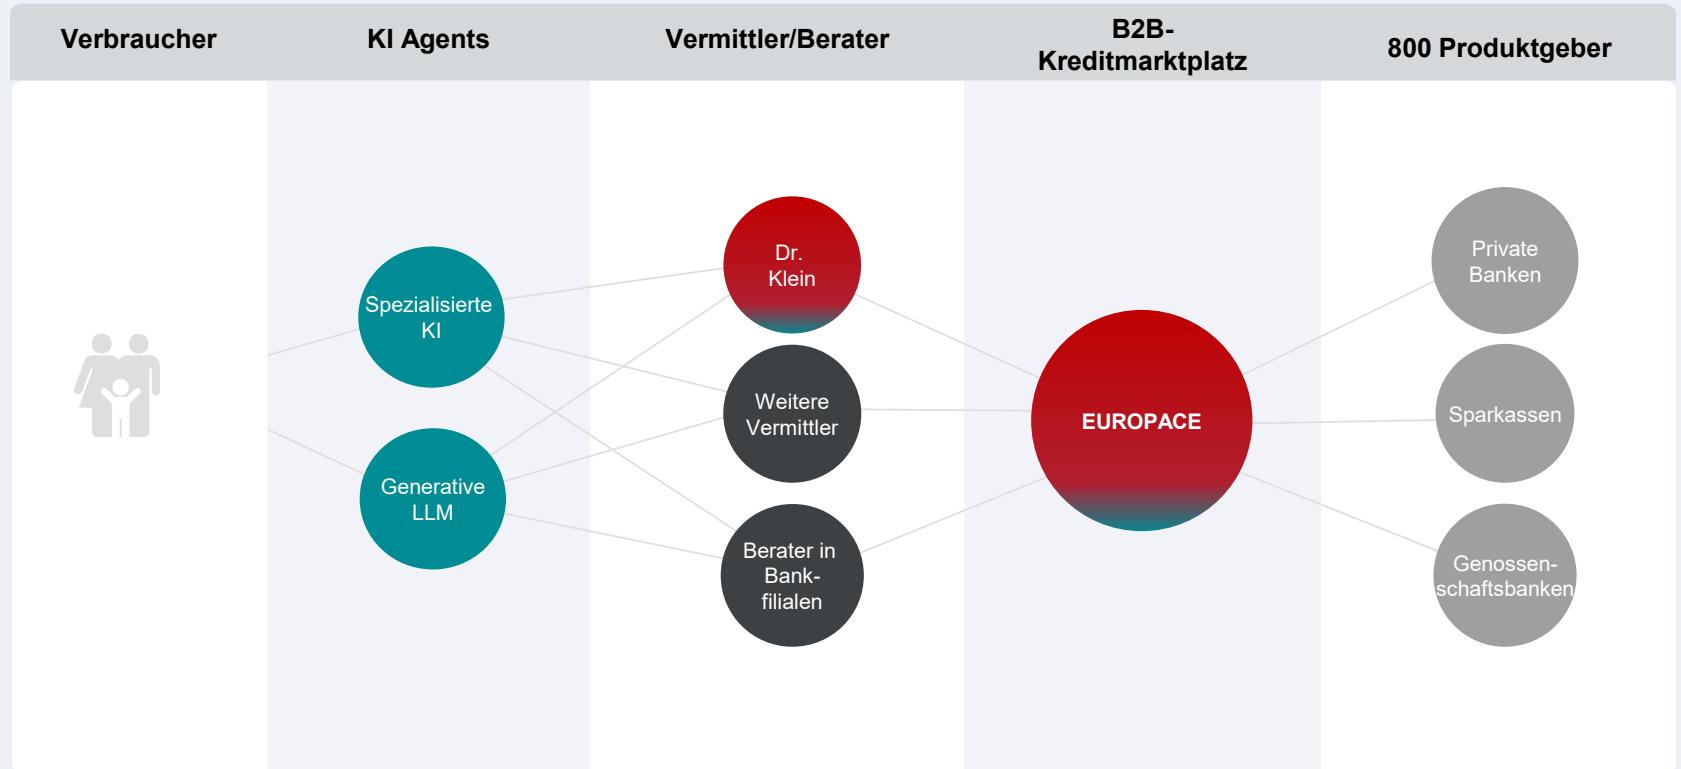 Verbraucher
KI Agents
Vermittler/Berater
B2B-
Kreditmarktplatz
800 Produktgeber
Spezialisierte
KI
Generative
LLM
Dr.
Klein
Weitere
Vermittler
Berater in
Bank-
filialen
EUROPACE
Private
Banken
Sparkassen
Genossen-
schaftsbanken